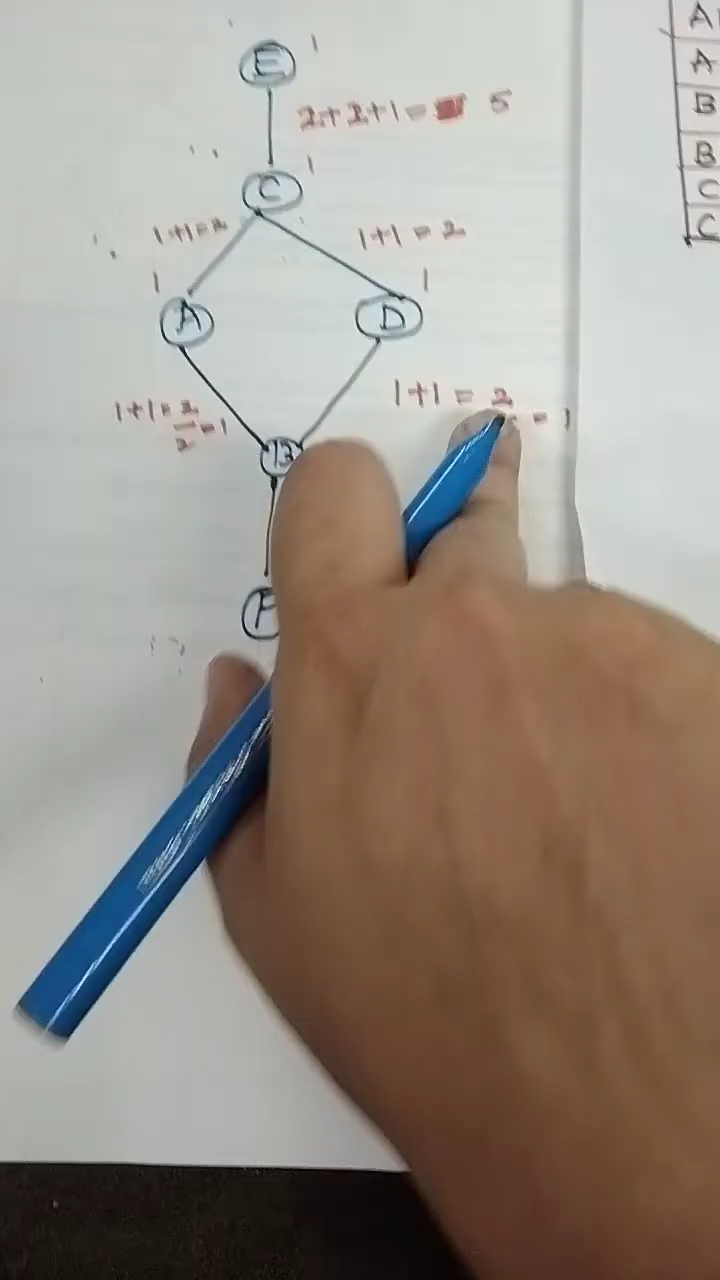 E 1
2+2+1= 5
C 1
1+1=2 1+1=2
1 1
A D
1+1=2/2=1 1+1=2 =1
B
F
A
A
B
B
C
C